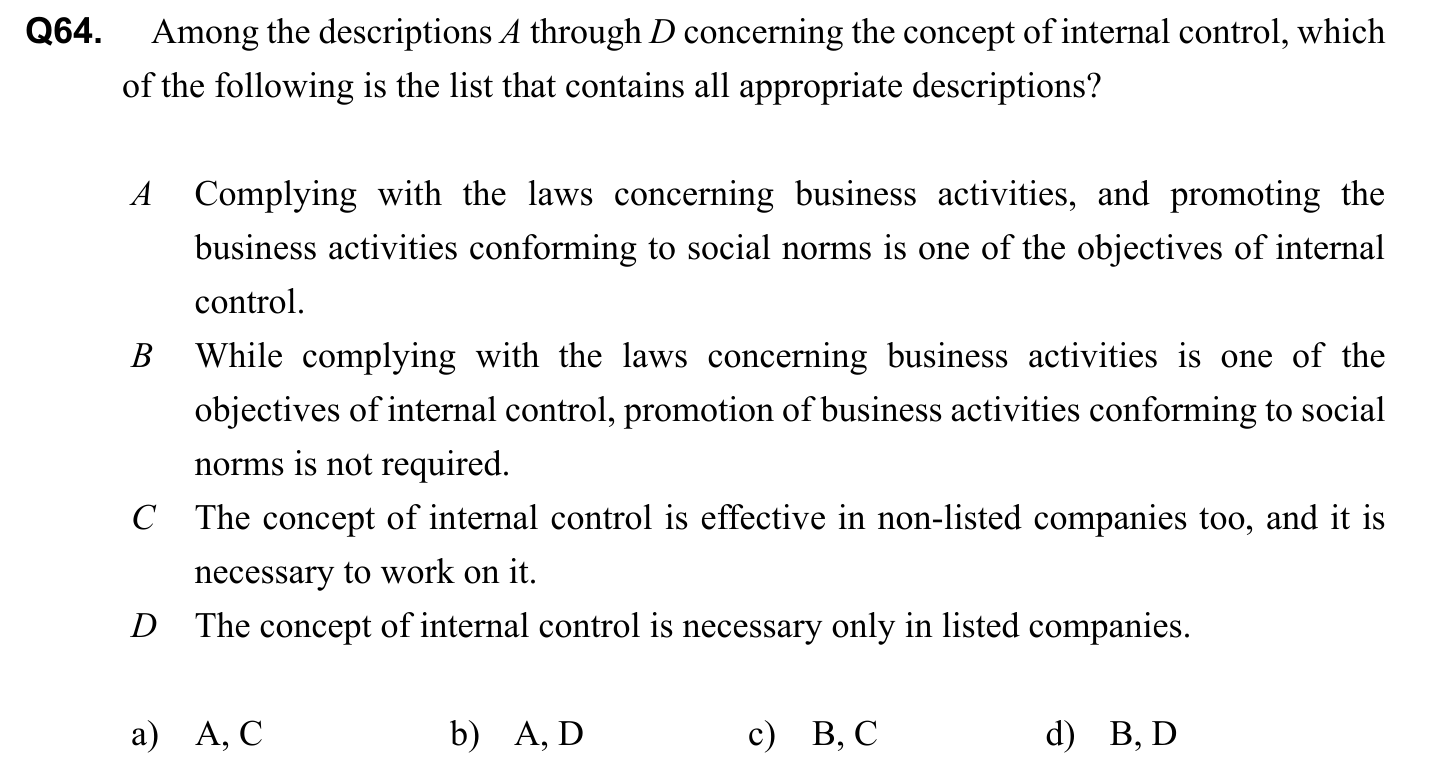 Q64. Among the descriptions A through D concerning the concept of internal control, which
of the following is the list that contains all appropriate descriptions?
A Complying with the laws concerning business activities, and promoting the
business activities conforming to social norms is one of the objectives of internal
control.
B While complying with the laws concerning business activities is one of the
objectives of internal control, promotion of business activities conforming to social
norms is not required.
C The concept of internal control is effective in non-listed companies too, and it is
necessary to work on it.
D The concept of internal control is necessary only in listed companies.
a) A, C b) A, D c) B, C d) B, D